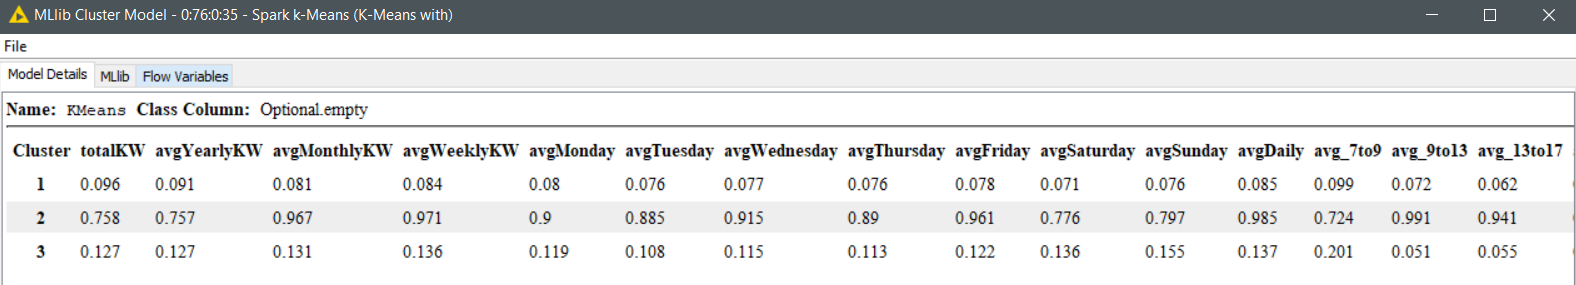 MLlib Cluster Model - 0:76:0:35 - Spark k-Means (K-Means with)
File
Model Details MLlib Flow Variables
Name: KMeans Class Column: Optional.empty
Cluster totalKW avgYearlyKW avgMonthlyKW avgWeeklyKW avgMonday avgTuesday avgWednesday avgThursday avgFriday avgSaturday avgSunday avgDaily avg_7to9 avg_9to13 avg_13to17
1 0.096 0.091 0.081 0.084 0.08 0.076 0.077 0.076 0.078 0.071 0.076 0.085 0.099 0.072 0.062
2 0.758 0.757 0.967 0.971 0.9 0.885 0.915 0.89 0.961 0.776 0.797 0.985 0.724 0.991 0.941
3 0.127 0.127 0.131 0.136 0.119 0.108 0.115 0.113 0.122 0.136 0.155 0.137 0.201 0.051 0.055